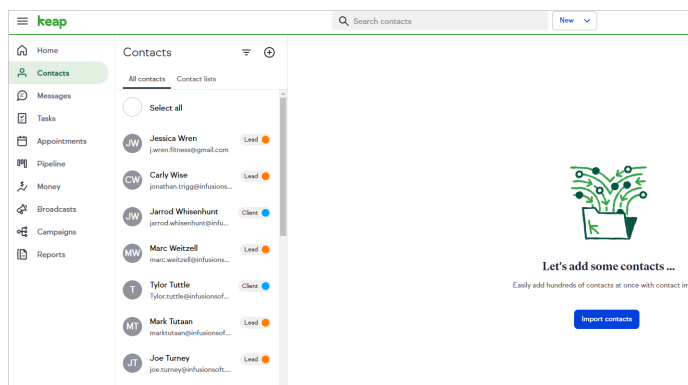 keap
Search contacts
New
Home
Contacts
Messages
Tasks
Appointments
Pipeline
Money
Broadcasts
Campaigns
Reports
Contacts
All contacts
Contact lists
Select all
JW
Jessica Wren
Lead
j.wren.fitness@gmail.com
CW
Carly Wise
Lead
jonathan.trigg@infusions...
JW
Jarrod Whisenhunt
Client
jarrod.whisenhunt@infu...
MW
Marc Weitzell
Lead
marc.weitzell@infusions...
T
Tylor Tuttle
Client
Tylor.tuttle@infusionsof...
MT
Mark Tutaan
Lead
marktutaan@infusionsof...
JT
Joe Turney
Lead
joe.turney@infusionsoft....
k
Let's add some contacts ...
Easily add hundreds of contacts at once with contact im
Import contacts